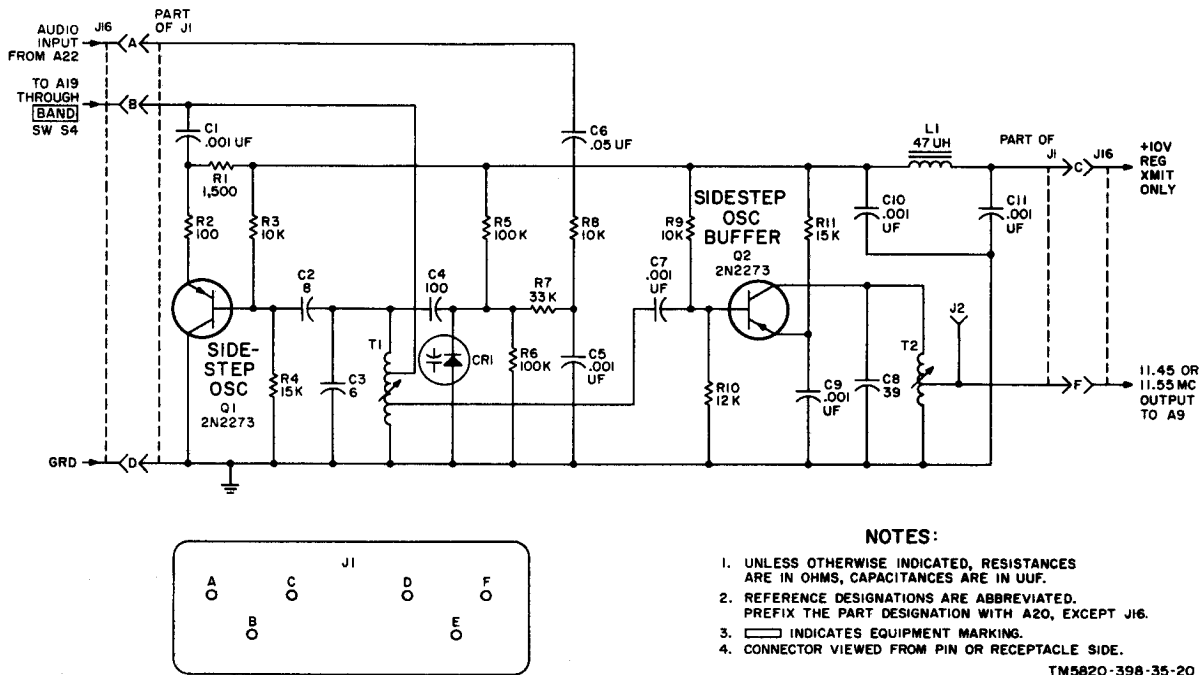 AUDIO
INPUT
FROM A22
J16
PART
OF J1
A
TO A19
THROUGH
BAND
SW S4
B
C1
.001 UF
R1
1,500
R2
100
R3
10K
C2
8
SIDE-
STEP
OSC
Q1
2N2273
R4
15K
C3
6
T1
C4
100
CR1
R5
100K
R6
100K
R7
33K
C6
.05 UF
R8
10K
C5
.001
UF
C7
.001
UF
R9
10K
R10
12K
SIDESTEP
OSC
BUFFER
Q2
2N2273
R11
15K
C9
.001
UF
C10
.001
UF
C8
39
L1
47 UH
T2
J2
C11
.001
UF
PART OF
J1
J16
C
+10V
REG
XMIT
ONLY
F
11.45 OR
11.55 MC
OUTPUT
TO A9
GRD
D
J1
A
C
D
F
B
E
NOTES:
1. UNLESS OTHERWISE INDICATED, RESISTANCES
ARE IN OHMS, CAPACITANCES ARE IN UUF.
2. REFERENCE DESIGNATIONS ARE ABBREVIATED.
PREFIX THE PART DESIGNATION WITH A20, EXCEPT J16.
3. INDICATES EQUIPMENT MARKING.
4. CONNECTOR VIEWED FROM PIN OR RECEPTACLE SIDE.
TM5820-398-35-20